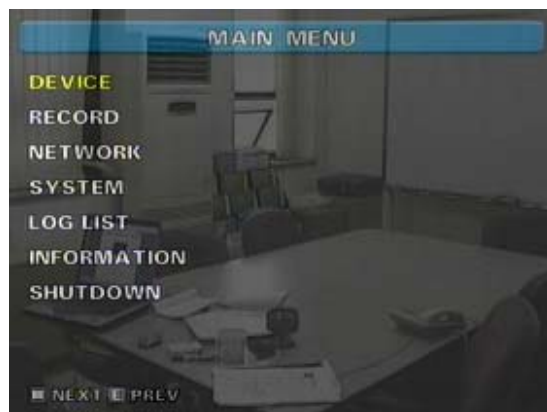 MAIN MENU
DEVICE
RECORD
NETWORK
SYSTEM
LOG LIST
INFORMATION
SHUTDOWN
NEXT E PREV